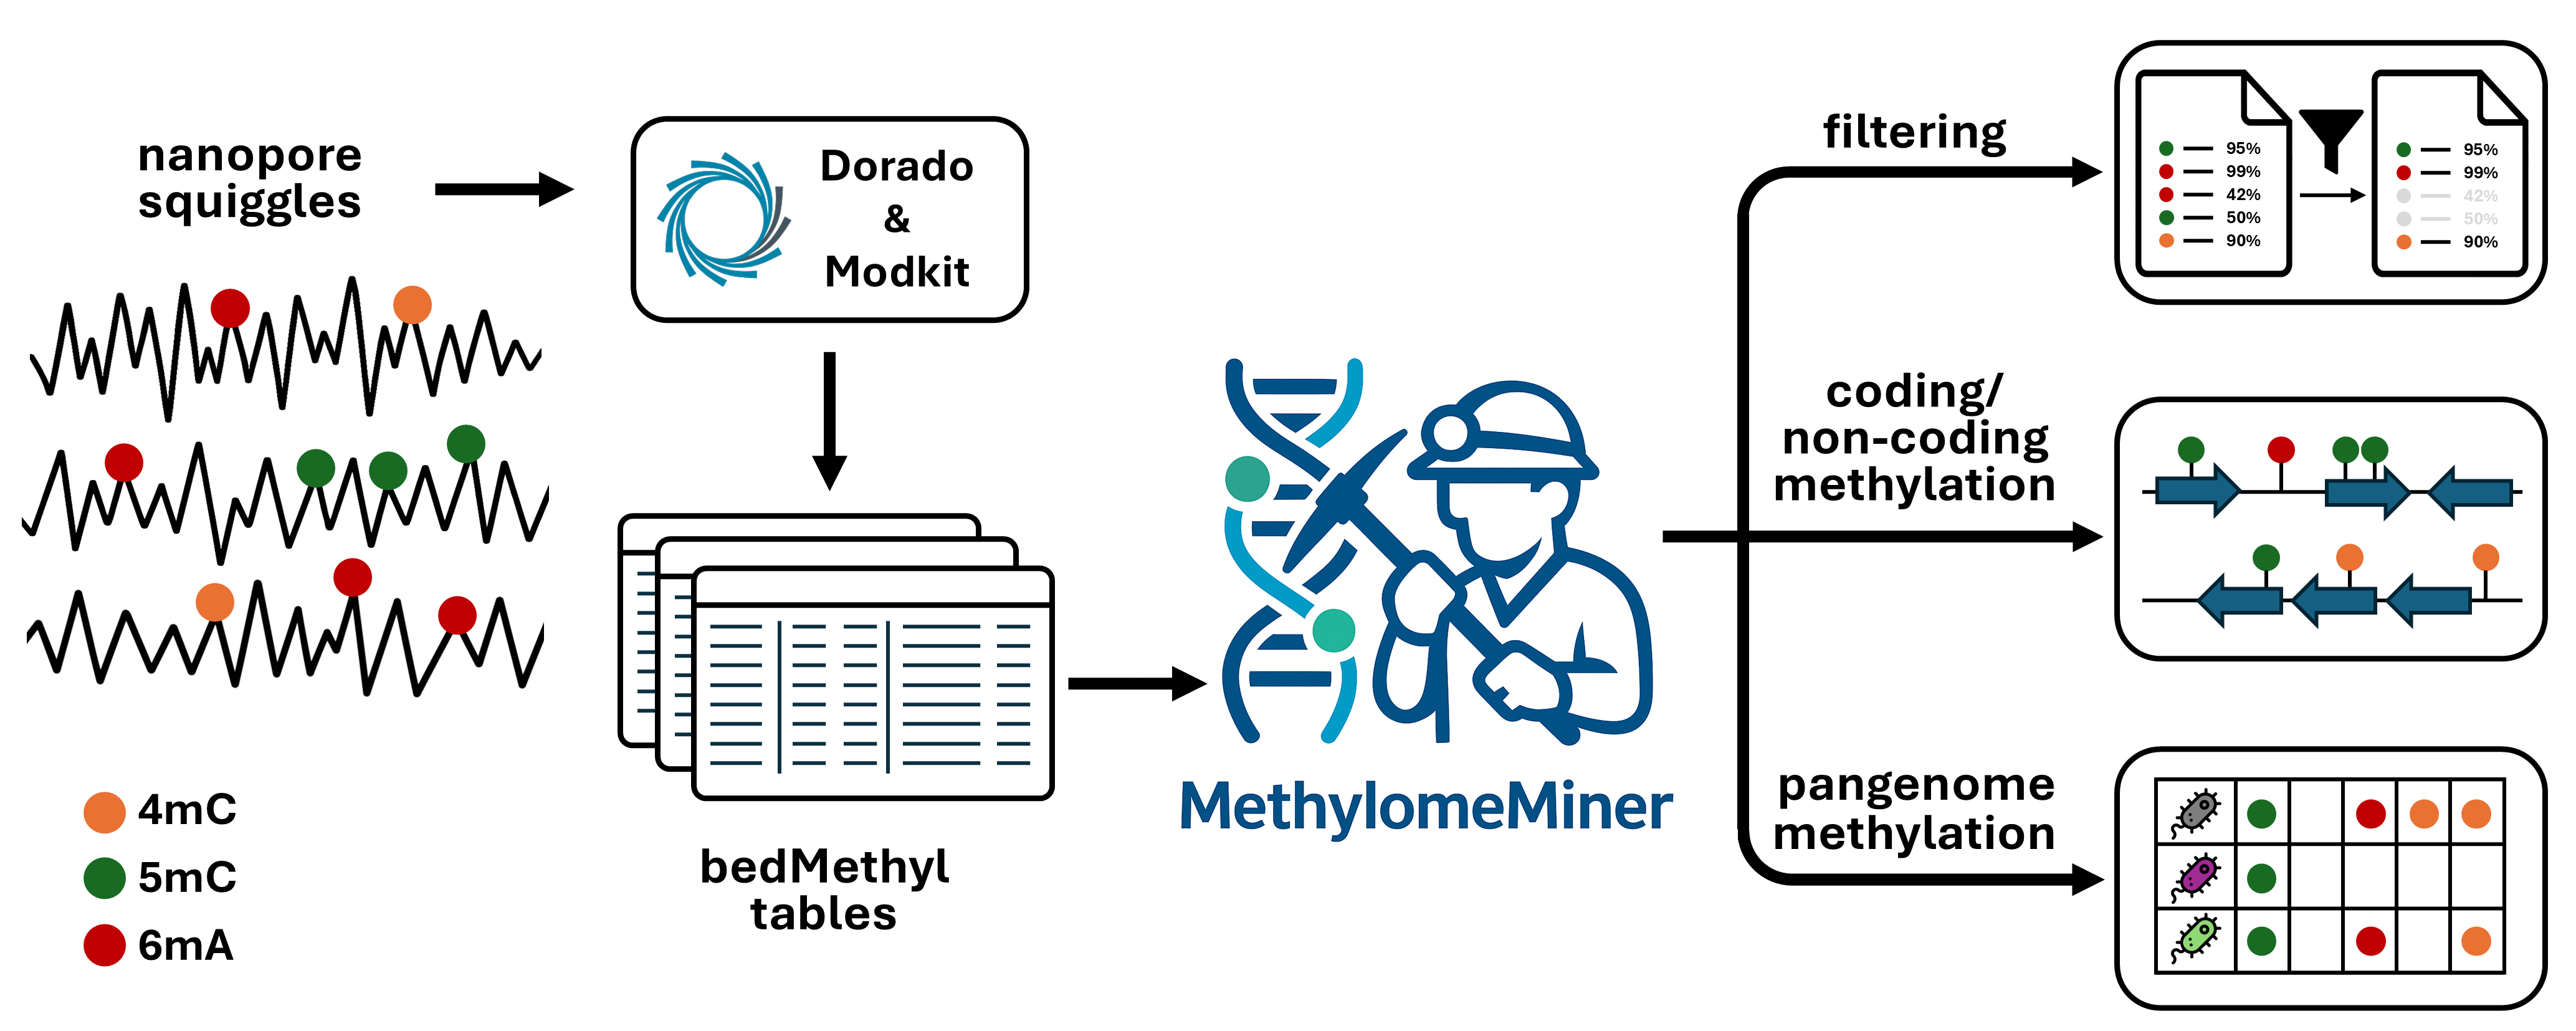 nanopore
squiggles
4mC
5mC
6mA
Dorado
&
Modkit
bedMethyl
tables
MethylomeMiner
filtering
95%
99%
42%
50%
90%
95%
99%
42%
50%
90%
coding/
non-coding
methylation
pangenome
methylation